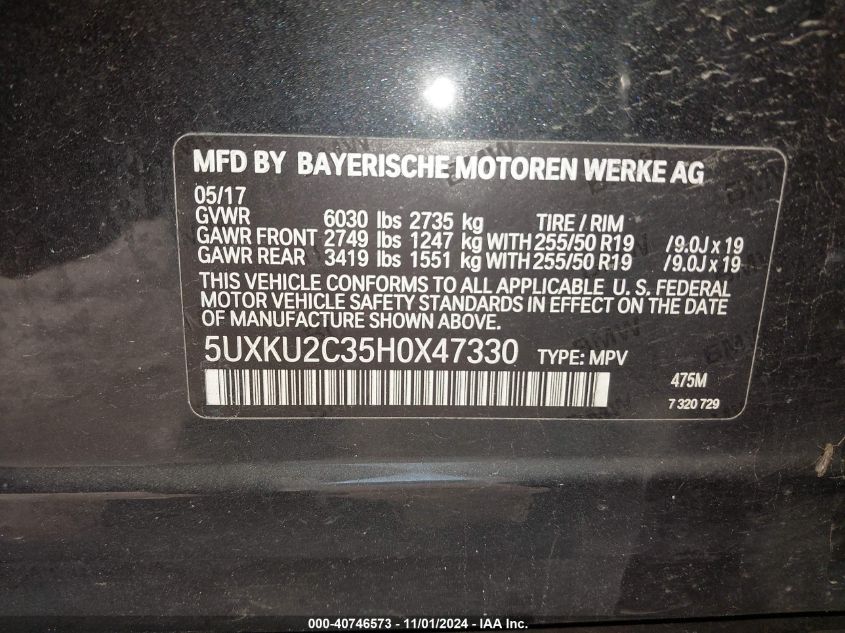 MFD BY BAYERISCHE MOTOREN WERKE AG
05/17
GVWR 6030 lbs 2735 kg TIRE / RIM
GAWR FRONT 2749 lbs 1247 kg WITH 255/50 R19 /9.0J x 19
GAWR REAR 3419 lbs 1551 kg WITH 255/50 R19 /9.0J x 19
THIS VEHICLE CONFORMS TO ALL APPLICABLE U. S. FEDERAL
MOTOR VEHICLE SAFETY STANDARDS IN EFFECT ON THE DATE
OF MANUFACTURE SHOWN ABOVE.
5UXKU2C35H0X47330 TYPE: MPV
475M
7 320 729
000-40746573 - 11/01/2024 - IAA Inc.